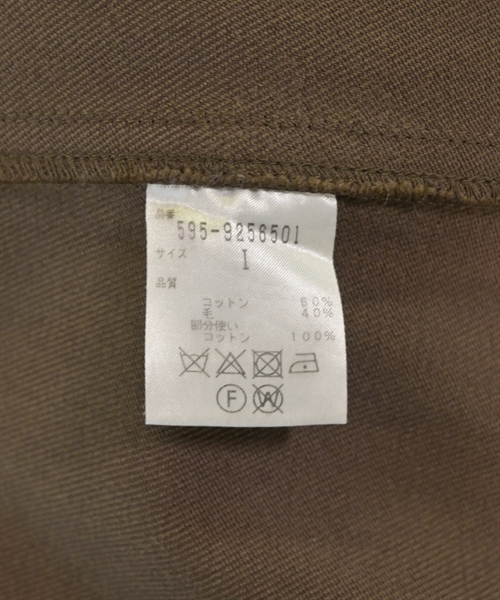 品番
595-9256501
サイズ
I
品質
コットン 60%
毛 40%
部分使い
コットン 100%
F W